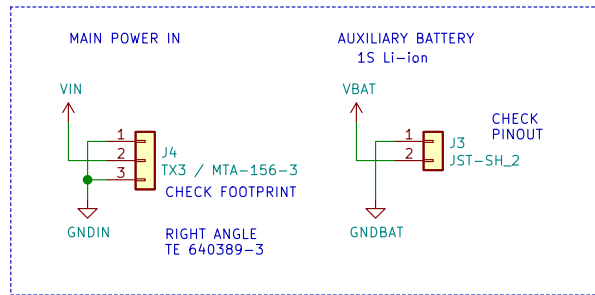 MAIN POWER IN
VIN
1
2
3
J4
TX3 / MTA-156-3
CHECK FOOTPRINT
GNDIN
RIGHT ANGLE
TE 640389-3
AUXILIARY BATTERY
1S Li-ion
VBAT
CHECK
PINOUT
1
2
J3
JST-SH_2
GNDBAT